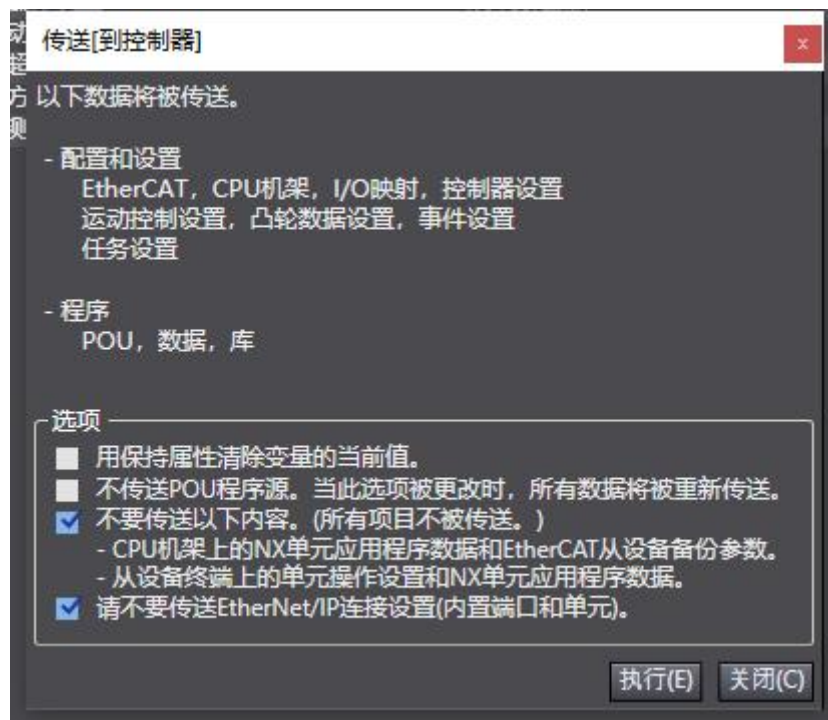 传送[到控制器]
以下数据将被传送。
- 配置和设置
EtherCAT，CPU机架，I/O映射，控制器设置
运动控制设置，凸轮数据设置，事件设置
任务设置
- 程序
POU，数据，库
选项
用保持属性清除变量的当前值。
不传送POU程序源。当此选项被更改时，所有数据将被重新传送。
不要传送以下内容。(所有项目不被传送。)
- CPU机架上的NX单元应用程序数据和EtherCAT从设备备份参数。
- 从设备终端上的单元操作设置和NX单元应用程序数据。
请不要传送EtherNet/IP连接设置(内置端口和单元)。
执行(E) 关闭(C)